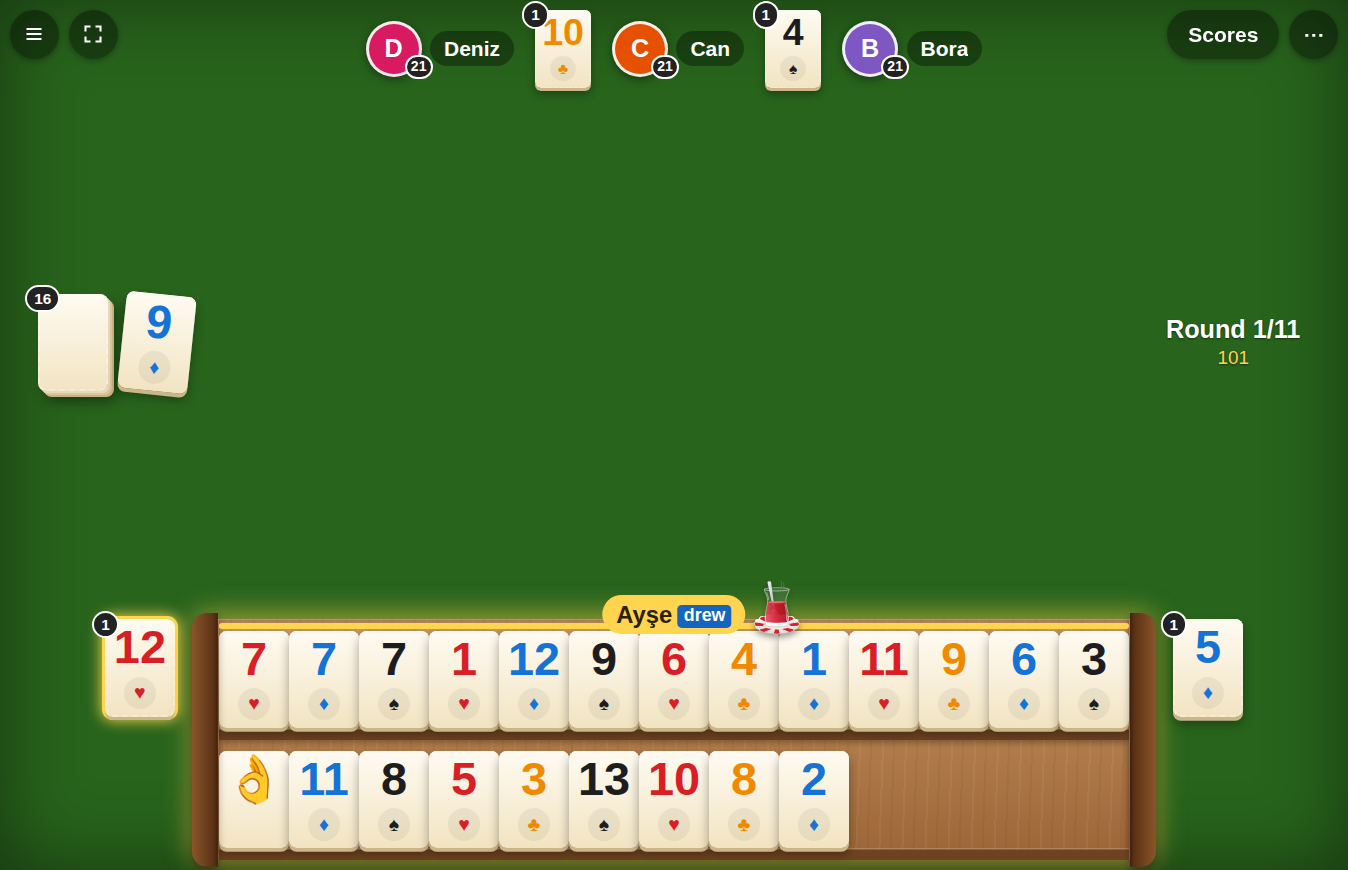 D
21
Deniz
1
10
♣
C
21
Can
1
4
♠
B
21
Bora
Scores
...
16
9
♦
Round 1/11
101
Ayşe drew
1
12
♥
7 7 7 1 12 9 6 4 1 11 9 6 3
♥ ♦ ♠ ♥ ♦ ♠ ♥ ♣ ♦ ♥ ♣ ♦ ♠
1
5
♦
11 8 5 3 13 10 8 2
♦ ♠ ♥ ♣ ♠ ♥ ♣ ♦